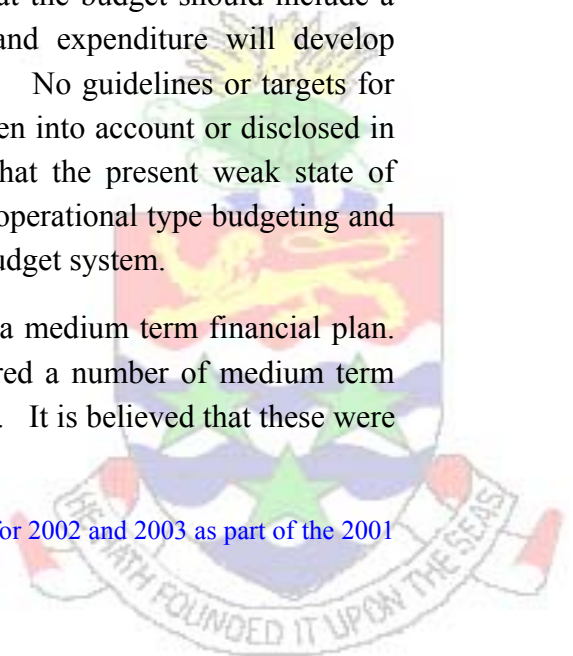 at the budget should include a
and expenditure will develop
No guidelines or targets for
en into account or disclosed in
hat the present weak state of
operational type budgeting and
udget system.
a medium term financial plan.
red a number of medium term
. It is believed that these were
for 2002 and 2003 as part of the 2001
HE HATH FOUNDED IT UPON THE SEAS